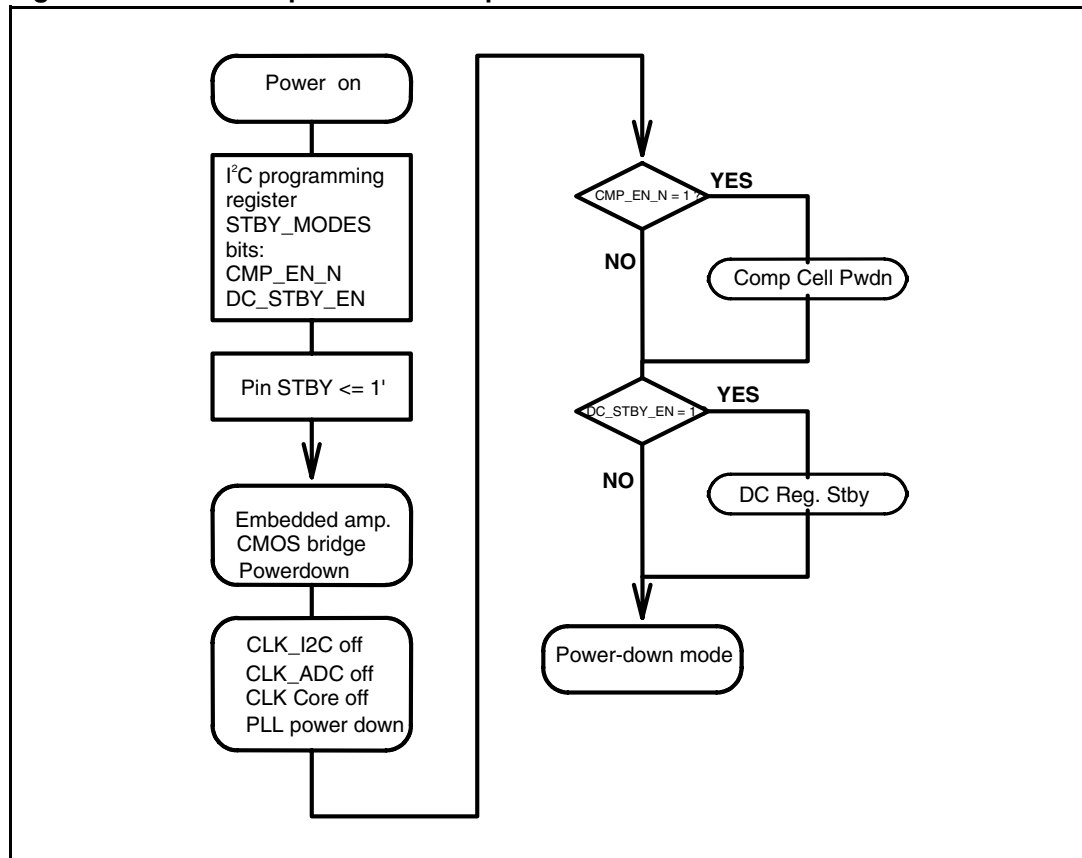 Power on
I²C programming
register
STBY_MODES
bits:
CMP_EN_N
DC_STBY_EN
Pin STBY <= 1'
Embedded amp.
CMOS bridge
Powerdown
CLK_I2C off
CLK_ADC off
CLK Core off
PLL power down
CMP_EN_N = 1 ?
YES
NO
Comp Cell Pwdn
DC_STBY_EN = 1
YES
NO
DC Reg. Stby
Power-down mode